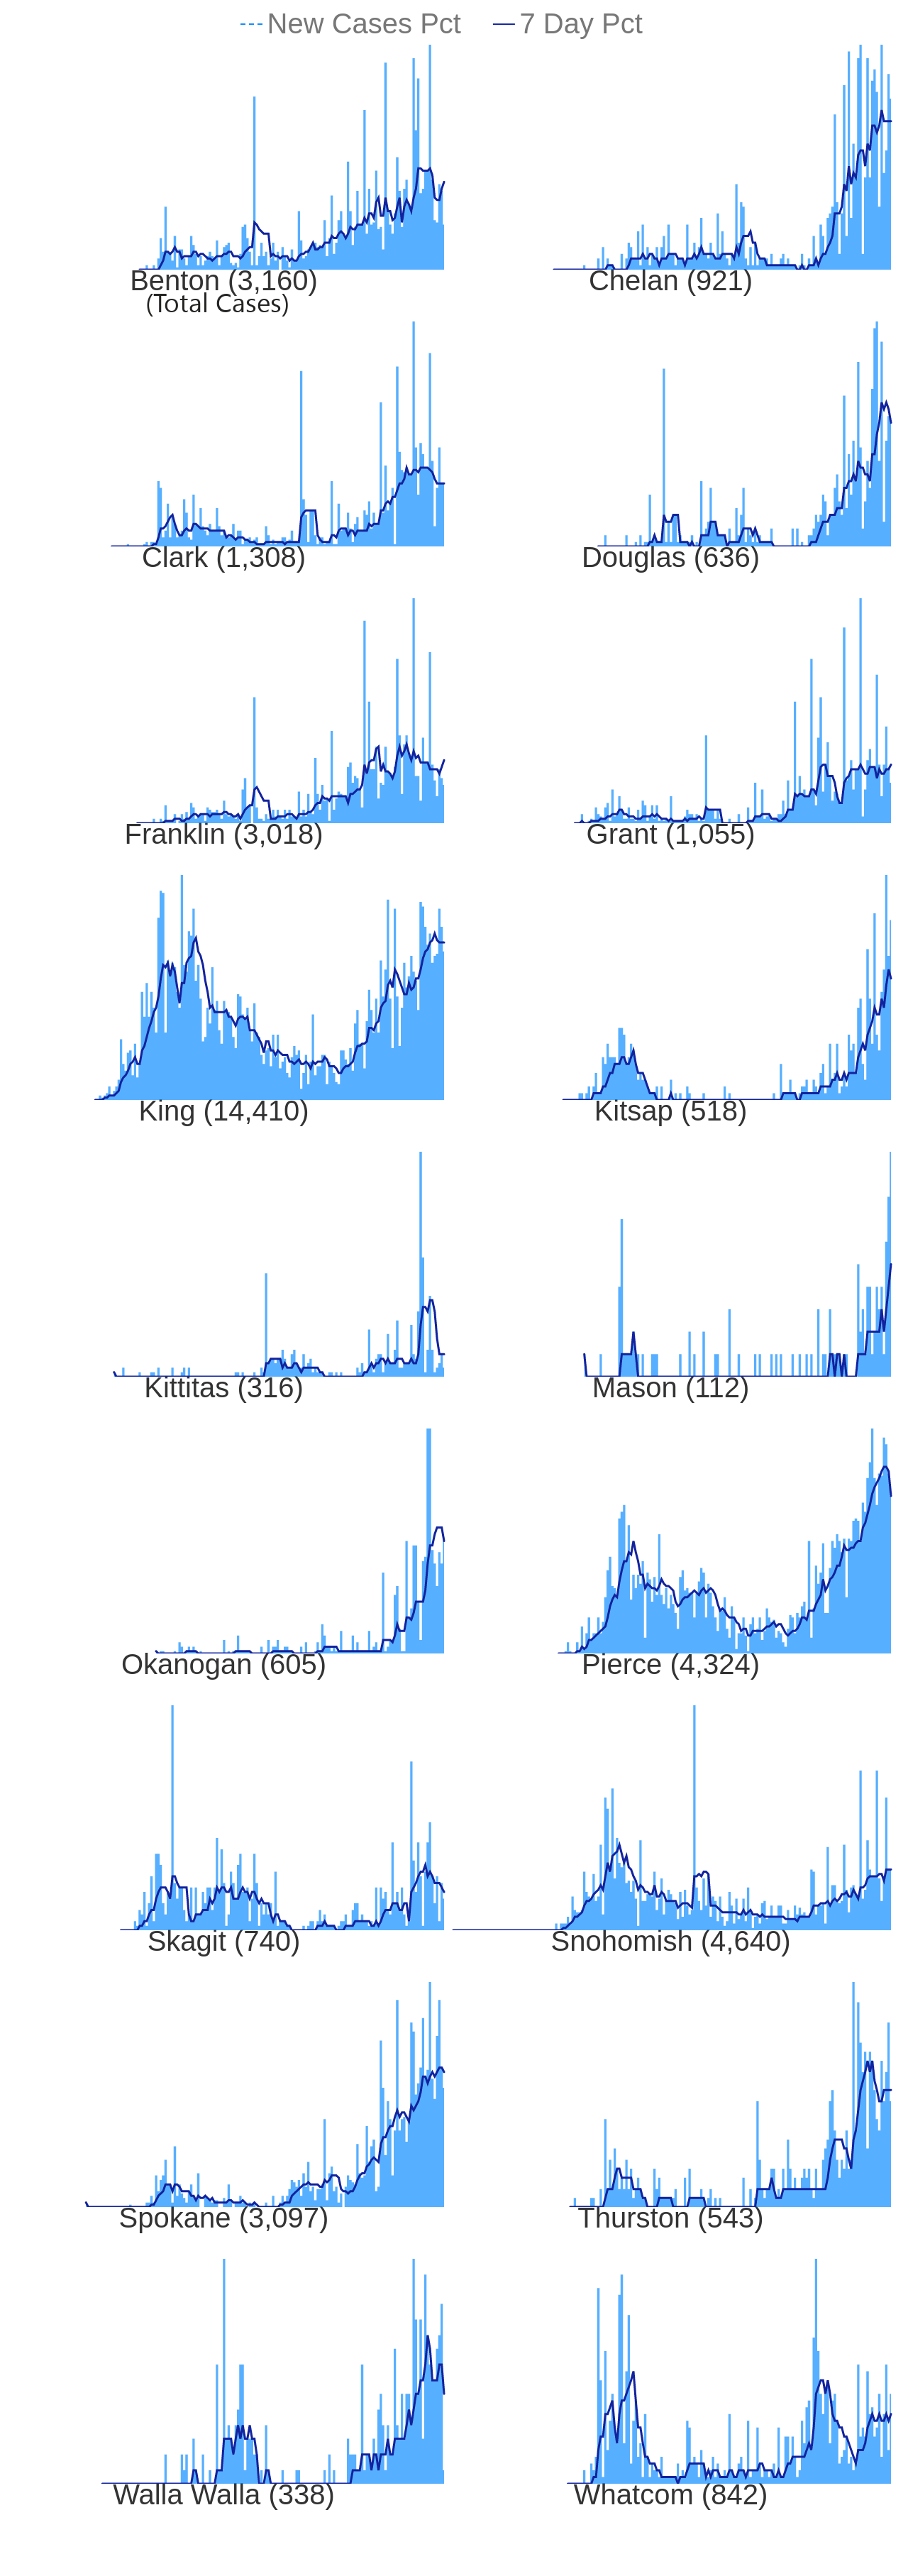 New Cases Pct 7 Day Pct
Benton (3,160) Chelan (921)
(Total Cases)
Clark (1,308) Douglas (636)
Franklin (3,018) Grant (1,055)
King (14,410) Kitsap (518)
Kittitas (316) Mason (112)
Okanogan (605) Pierce (4,324)
Skagit (740) Snohomish (4,640)
Spokane (3,097) Thurston (543)
Walla Walla (338) Whatcom (842)